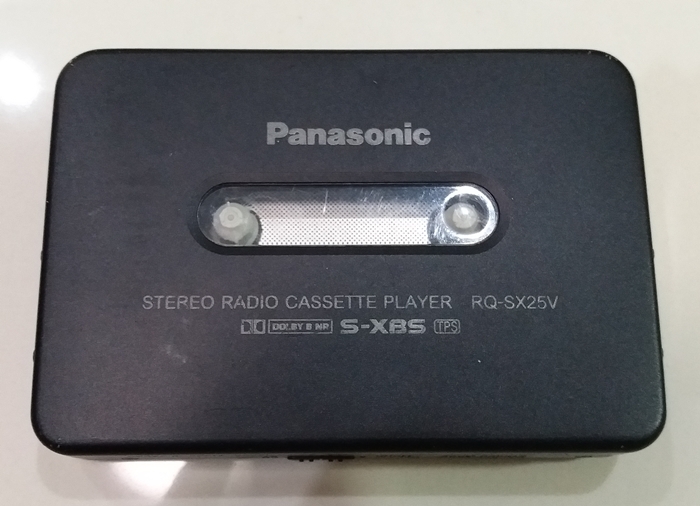 Panasonic
STEREO RADIO CASSETTE PLAYER RQ-SX25V
DOLBY B NR S-XBS TPS